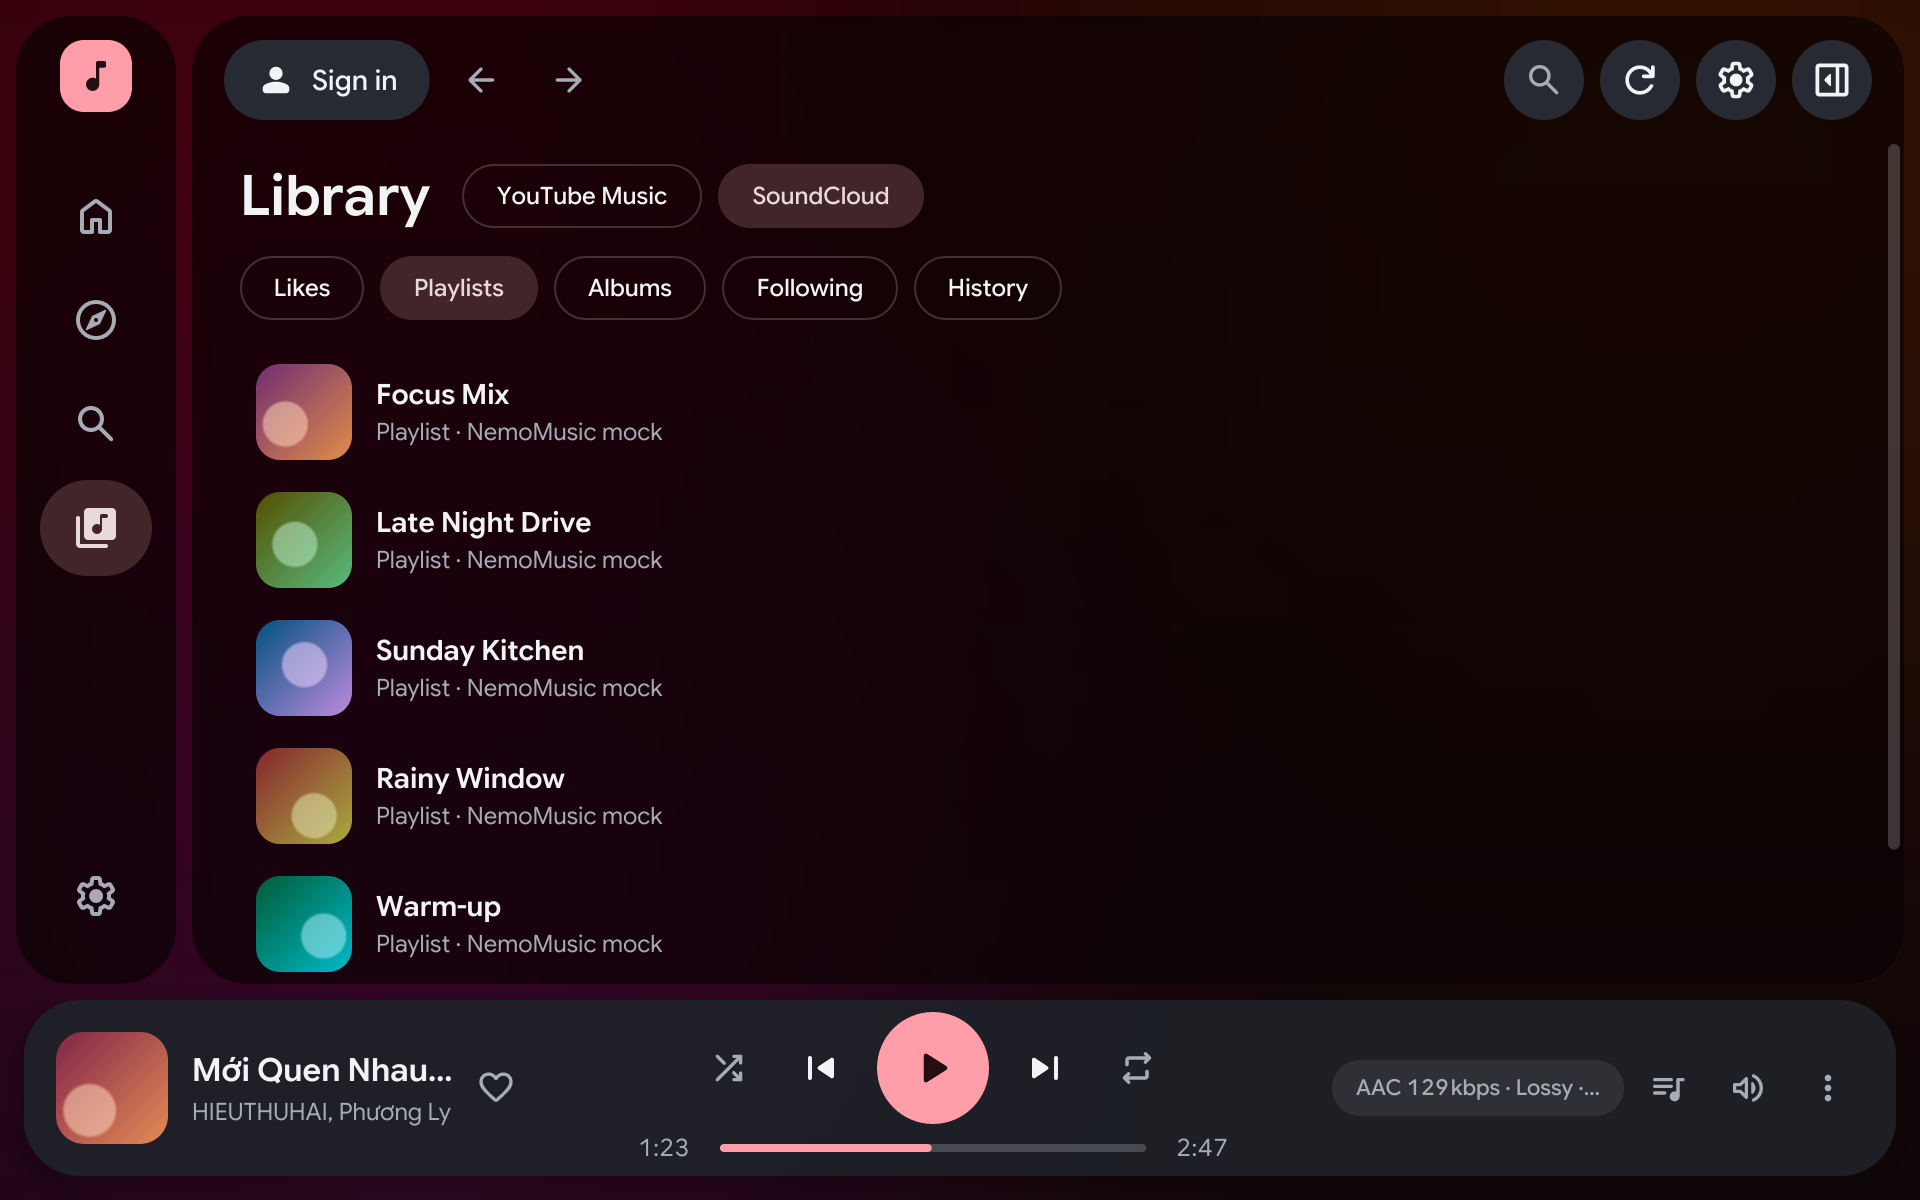 Sign in
Library
YouTube Music
SoundCloud
Likes
Playlists
Albums
Following
History
Focus Mix
Playlist · NemoMusic mock
Late Night Drive
Playlist · NemoMusic mock
Sunday Kitchen
Playlist · NemoMusic mock
Rainy Window
Playlist · NemoMusic mock
Warm-up
Playlist · NemoMusic mock
Mới Quen Nhau...
HIEUTHUHAI, Phương Ly
1:23
2:47
AAC 129kbps · Lossy ·...